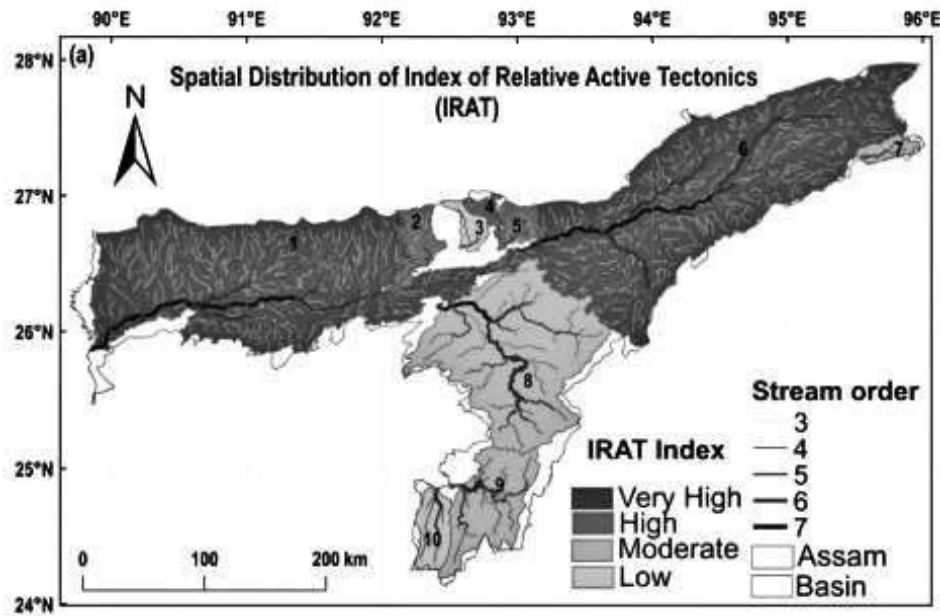 90°E 91°E 92°E 93°E 94°E 95°E 96°E
(a)
28°N
Spatial Distribution of Index of Relative Active Tectonics
(IRAT)
N
6
27°N
7
4
2
3
5
1
26°N
8
Stream order
3
4
5
6
7
Assam
Basin
25°N
IRAT Index
Very High
High
Moderate
Low
9
10
0 100 200 km
24°N